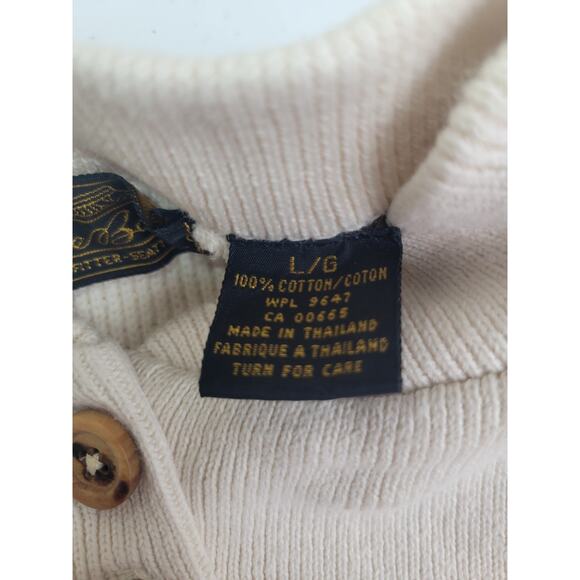 L/G
100% COTTON/COTON
WPL 9647
CA 00665
MADE IN THAILAND
FABRIQUE A THAILAND
TURN FOR CARE